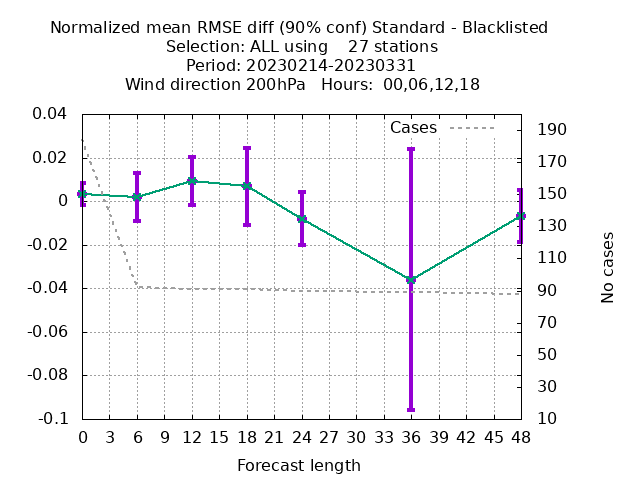 Normalized mean RMSE diff (90% conf) Standard - Blacklisted
Selection: ALL using    27 stations
Period: 20230214-20230331
Wind direction 200hPa   Hours:  00,06,12,18
Cases
0.04
0.02
0
-0.02
-0.04
-0.06
-0.08
-0.1
190
170
150
130
110
90
70
50
30
10
No cases
0 3 6 9 12 15 18 21 24 27 30 33 36 39 42 45 48
Forecast length